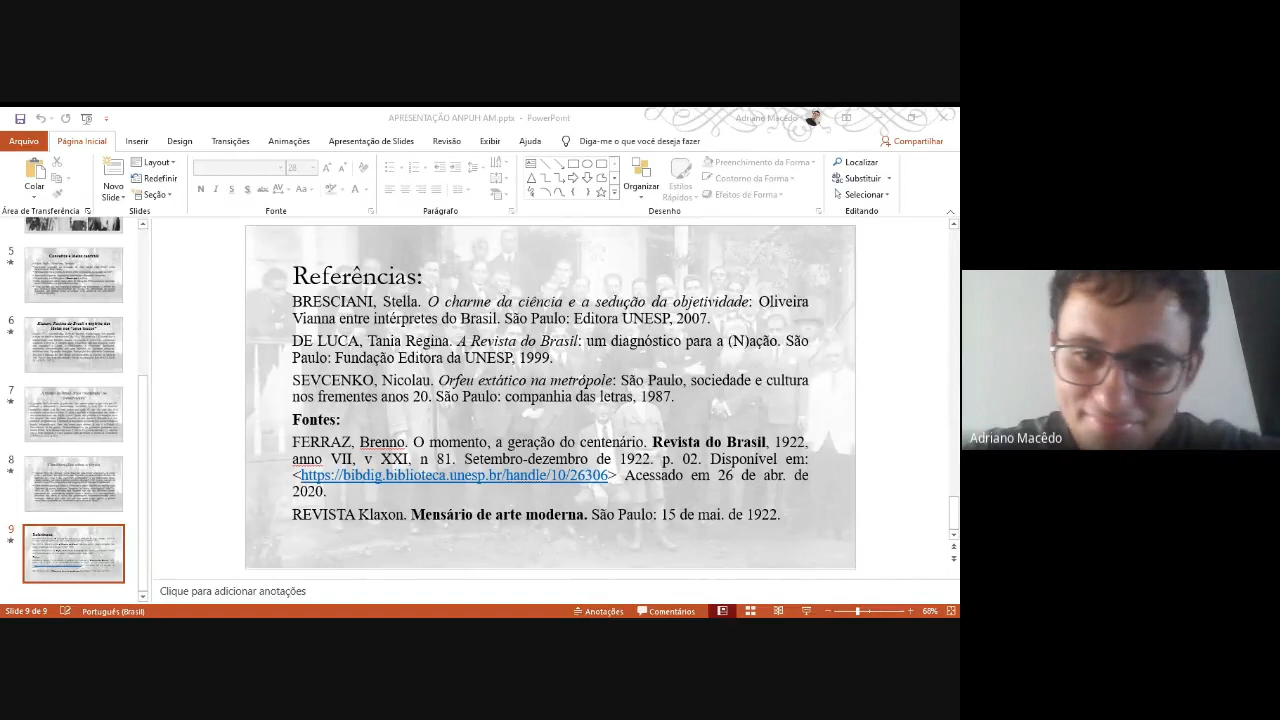 APRESENTAÇÃO ANPUH AM.pptx - PowerPoint
Adriano Macêdo
Arquivo Página Inicial Inserir Design Transições Animações Apresentação de Slides Revisão Exibir Ajuda Diga-me o que você deseja fazer Compartilhar
Colar
Área de Transferência
Novo
Slide
Layout
Redefinir
Seção
Slides
28
N I S S abc AV Aa A
Fonte
Parágrafo
Organizar
Estilos
Rápidos
Preenchimento da Forma
Contorno da Forma
Efeitos de Forma
Desenho
Localizar
Substituir
Selecionar
Editando
5
6
7
8
9
Referências:
BRESCIANI, Stella. O charme da ciência e a sedução da objetividade: Oliveira
Vianna entre intérpretes do Brasil. São Paulo: Editora UNESP, 2007.
DE LUCA, Tania Regina. A Revista do Brasil: um diagnóstico para a (N)ação. São
Paulo: Fundação Editora da UNESP, 1999.
SEVCENKO, Nicolau. Orfeu extático na metrópole: São Paulo, sociedade e cultura
nos frementes anos 20. São Paulo: companhia das letras, 1987.
Fontes:
FERRAZ, Brenno. O momento, a geração do centenário. Revista do Brasil, 1922,
anno VII, v XXI, n 81. Setembro-dezembro de 1922. p. 02. Disponível em:
<https://bibdig.biblioteca.unesp.br/handle/10/26306> Acessado em 26 de abr. de
2020.
REVISTA Klaxon. Mensário de arte moderna. São Paulo: 15 de mai. de 1922.
Clique para adicionar anotações
Slide 9 de 9 Português (Brasil) Anotações Comentários 68%
Adriano Macêdo